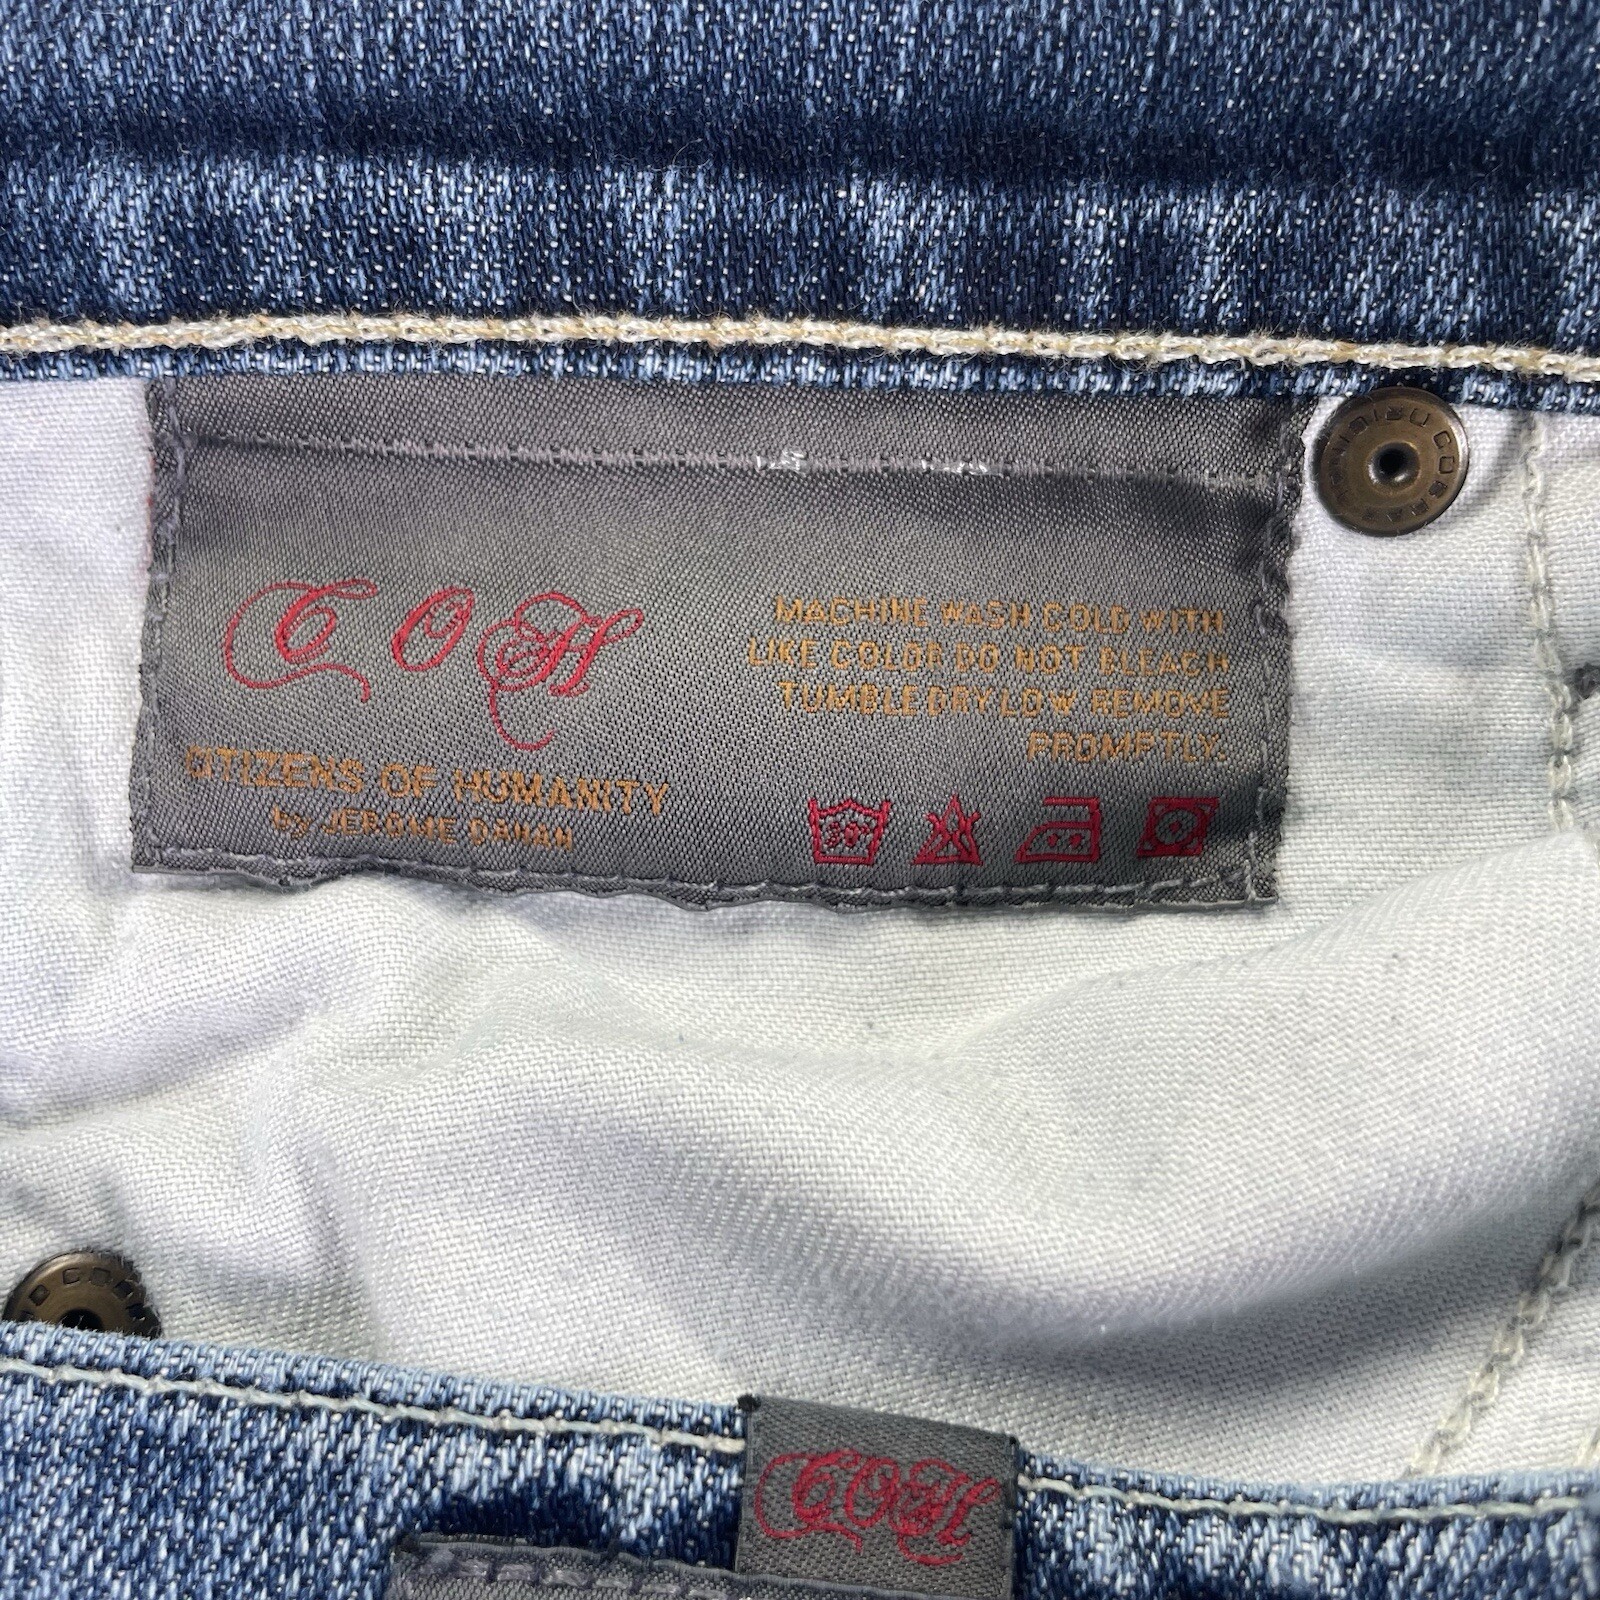 C O H
CITIZENS OF HUMANITY
by JEROME DAHAN
MACHINE WASH COLD WITH
LIKE COLOR DO NOT BLEACH
TUMBLE DRY LOW REMOVE
PROMPTLY.
30°
COH